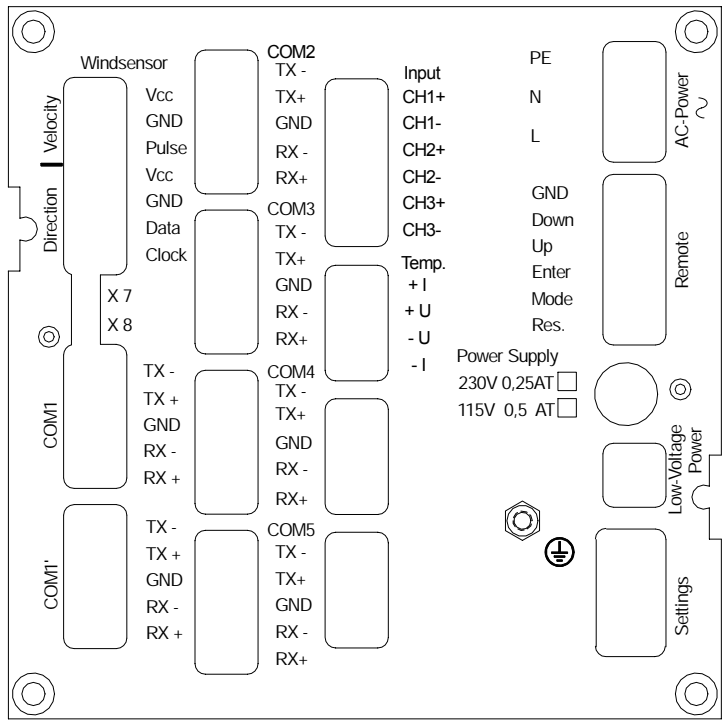 Windsensor
Velocity
Direction
Vcc
GND
Pulse
Vcc
GND
Data
Clock
X 7
X 8
COM1
TX -
TX +
GND
RX -
RX +
COM1'
TX -
TX +
GND
RX -
RX +
COM2
TX -
TX+
GND
RX -
RX+
COM3
TX -
TX+
GND
RX -
RX+
COM4
TX -
TX+
GND
RX -
RX+
COM5
TX -
TX+
GND
RX -
RX+
Input
CH1+
CH1-
CH2+
CH2-
CH3+
CH3-
Temp.
+ I
+ U
- U
- I
PE
N
L
AC-Power
GND
Down
Up
Enter
Mode
Res.
Remote
Power Supply
230V 0,25AT
115V 0,5 AT
Low-Voltage
Power
Settings